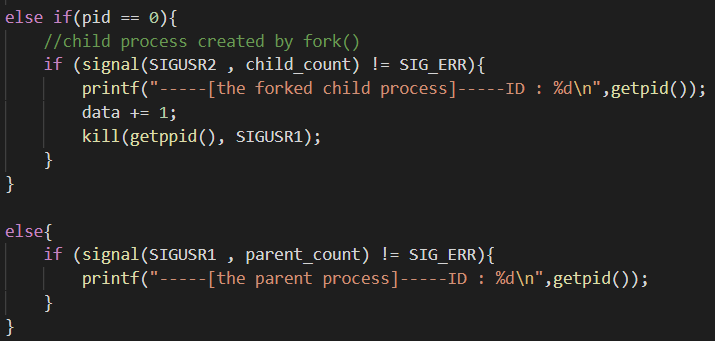 else if(pid == 0){
//child process created by fork()
if (signal(SIGUSR2 , child_count) != SIG_ERR){
printf("-----[the forked child process]-----ID : %d\n",getpid());
data += 1;
kill(getppid(), SIGUSR1);
}
}
else{
if (signal(SIGUSR1 , parent_count) != SIG_ERR){
printf("-----[the parent process]-----ID : %d\n",getpid());
}
}